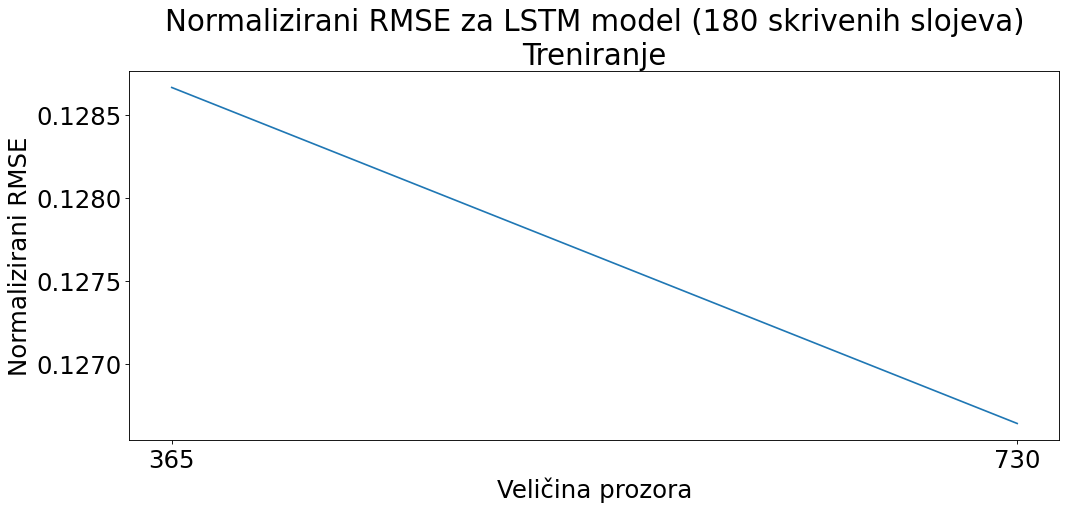 Normalizirani RMSE za LSTM model (180 skrivenih slojeva)
Treniranje
Normalizirani RMSE
0.1285
0.1280
0.1275
0.1270
365
730
Veličina prozora